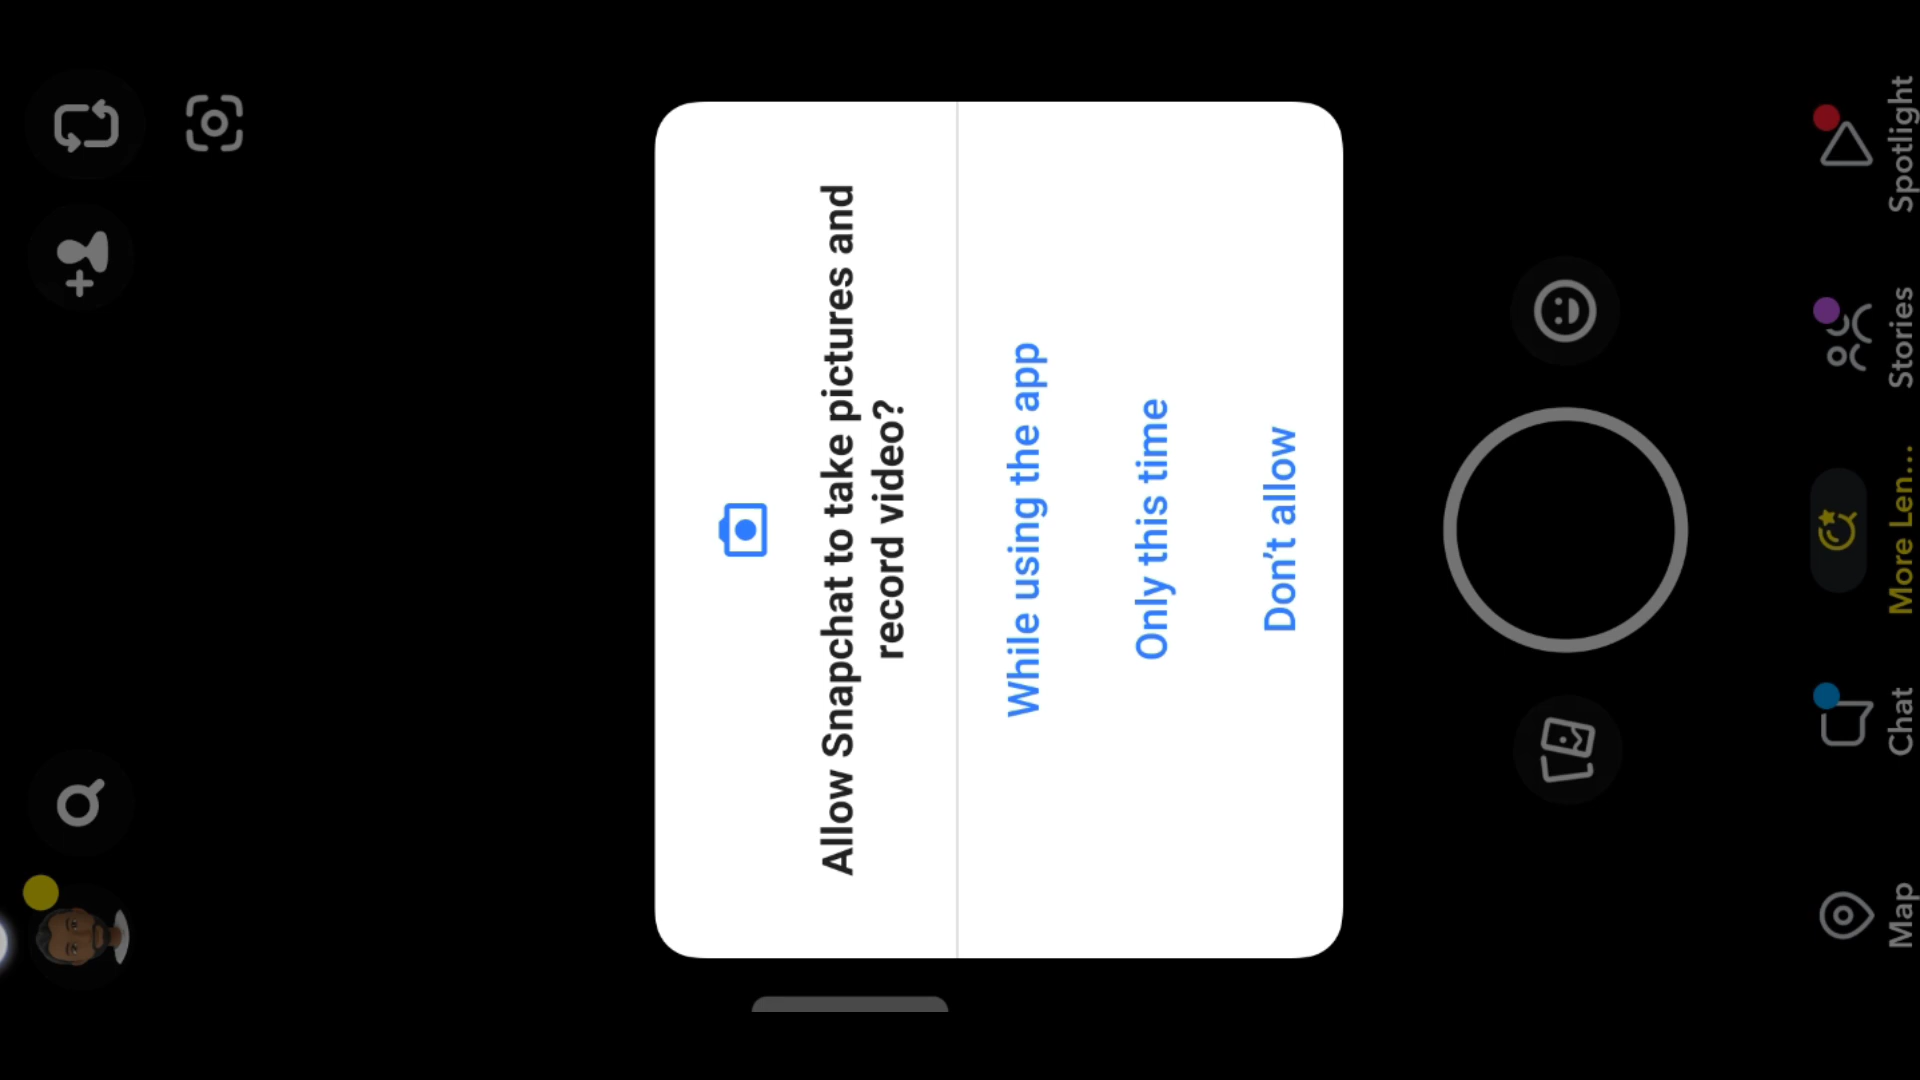 Allow Snapchat to take pictures and
record video?
While using the app
Only this time
Don't allow
Map
Chat
More Len...
Stories
Spotlight